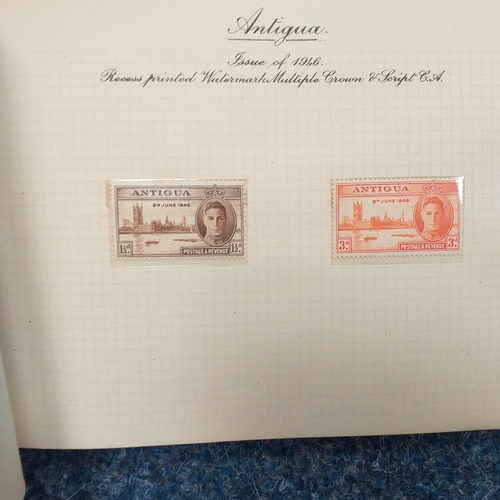 Antigua.
Issue of 1946.
Recess printed Watermark Multiple Crown & Script C.A.
ANTIGUA
8TH JUNE 1946
1½D
POSTAGE & REVENUE
1½D
ANTIGUA
8TH JUNE 1946
3D
POSTAGE & REVENUE
3D